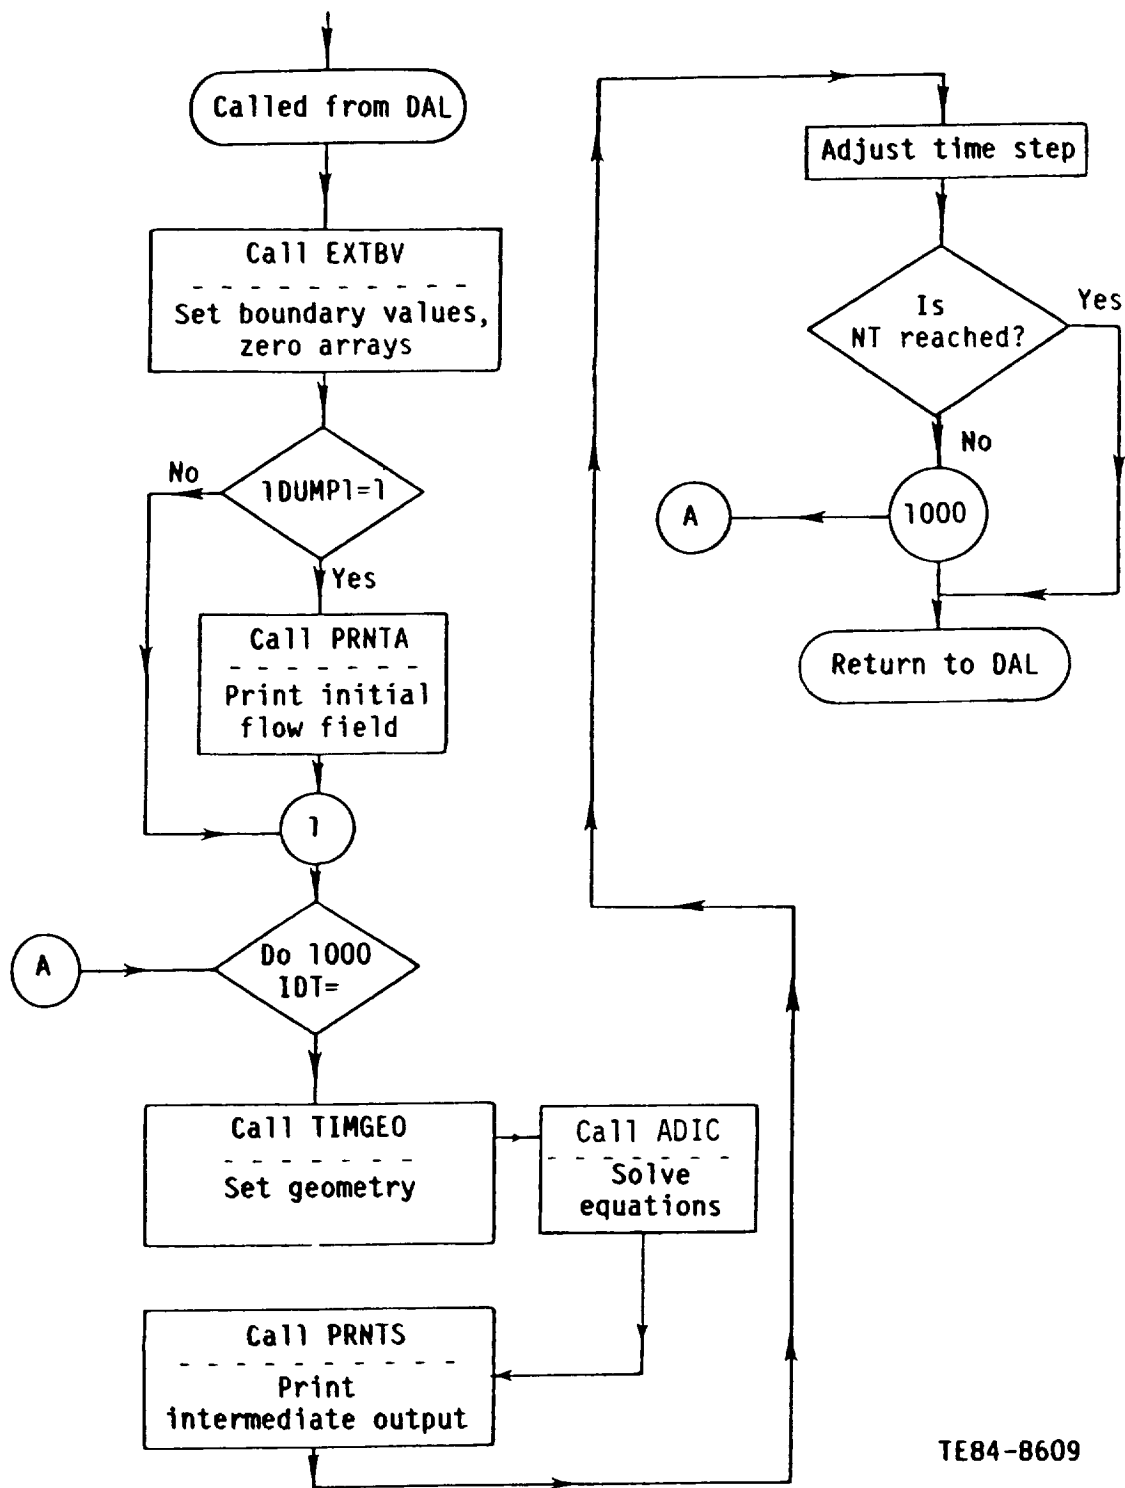 Called from DAL
Call EXTBV
Set boundary values,
zero arrays
No
1DUMP1=1
Yes
Call PRNTA
Print initial
flow field
1
A
Do 1000
IDT=
Call TIMGEO
Set geometry
Call ADIC
Solve
equations
Call PRNTS
Print
intermediate output
Adjust time step
Is
NT reached?
Yes
No
A
1000
Return to DAL
TE84-8609